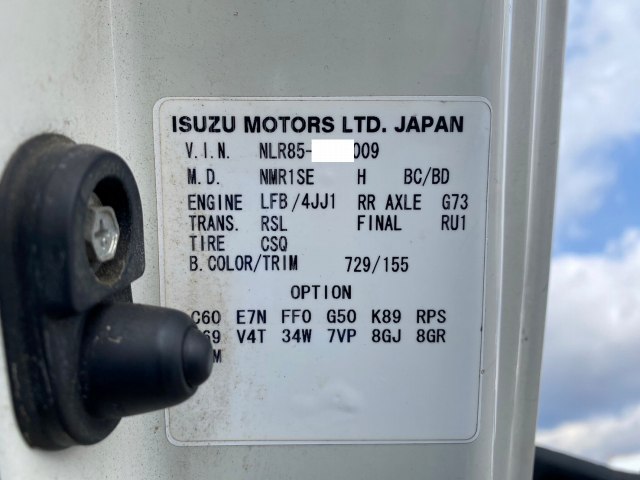 ISUZU MOTORS LTD. JAPAN
V.I.N. NLR85- 009
M.D. NMR1SE H BC/BD
ENGINE LFB/4JJ1 RR AXLE G73
TRANS. RSL FINAL RU1
TIRE CSQ
B.COLOR/TRIM 729/155
OPTION
C60 E7N FF0 G50 K89 RPS
V4T 34W 7VP 8GJ 8GR